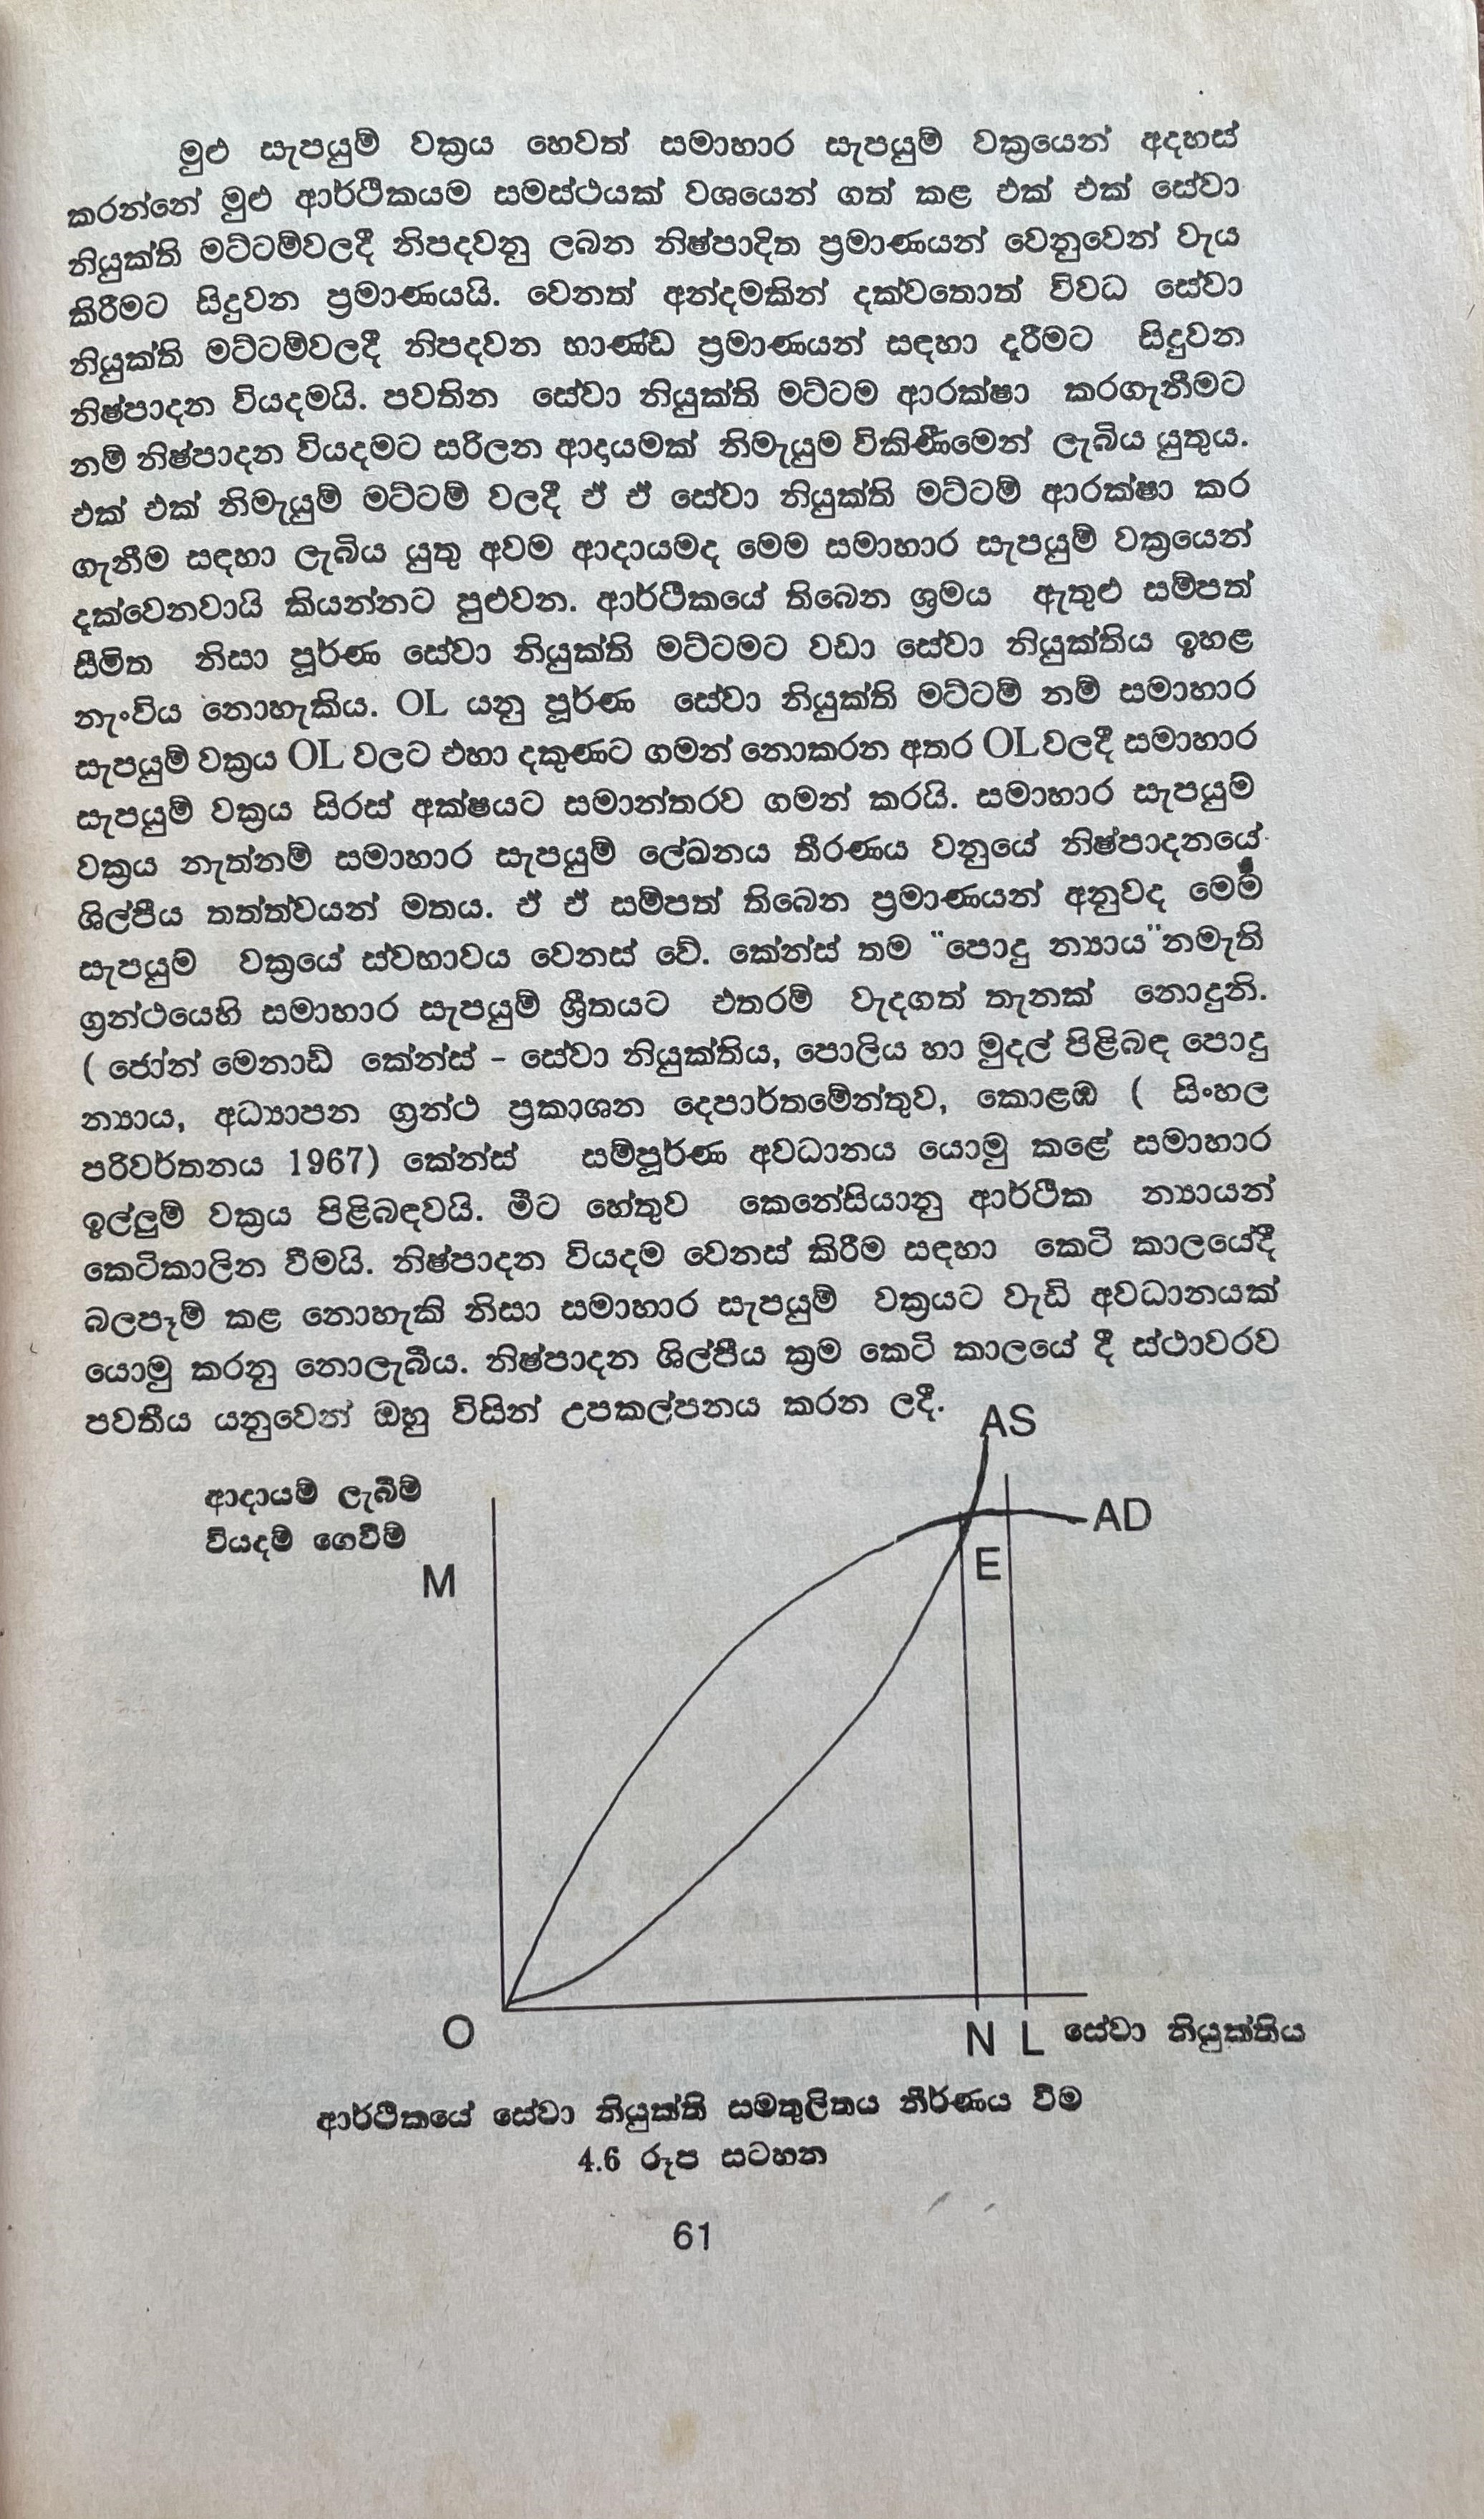 මුළු සැපයුම් වක්‍රය හෙවත් සමාහාර සැපයුම් වක්‍රයෙන් අදහස්
කරන්නේ මුළු ආර්ථිකයම සමස්ථයක් වශයෙන් ගත් කළ එක් එක් සේවා
නියුක්ති මට්ටම්වලදී නිපදවනු ලබන නිෂ්පාදිත ප්‍රමාණයන් වෙනුවෙන් වැය
කිරීමට සිදුවන ප්‍රමාණයයි. වෙනත් අන්දමකින් දක්වතොත් විවධ සේවා
නියුක්ති මට්ටම්වලදී නිපදවන භාණ්ඩ ප්‍රමාණයන් සඳහා දැරීමට සිදුවන
නිෂ්පාදන වියදමයි. පවතින සේවා නියුක්ති මට්ටම ආරක්ෂා කරගැනීමට
නම් නිෂ්පාදන වියදමට සරිලන ආදායමක් නිමැයුම විකිණීමෙන් ලැබිය යුතුය.
එක් එක් නිමැයුම් මට්ටම් වලදී ඒ ඒ සේවා නියුක්ති මට්ටම් ආරක්ෂා කර
ගැනීම සඳහා ලැබිය යුතු අවම ආදායමද මෙම සමාහාර සැපයුම් වක්‍රයෙන්
දක්වෙනවායි කියන්නට පුළුවන. ආර්ථිකයේ තිබෙන ශ්‍රමය ඇතුළු සම්පත්
සීමිත නිසා පූර්ණ සේවා නියුක්ති මට්ටමට වඩා සේවා නියුක්තිය ඉහළ
නැංවිය නොහැකිය. OL යනු පූර්ණ සේවා නියුක්ති මට්ටම් නම් සමාහාර
සැපයුම් වක්‍රය OL වලට එහා දකුණට ගමන් නොකරන අතර OL වලදී සමාහාර
සැපයුම් වක්‍රය සිරස් අක්ෂයට සමාන්තරව ගමන් කරයි. සමාහාර සැපයුම්
වක්‍රය නැත්නම් සමාහාර සැපයුම් ලේඛනය තීරණය වනුයේ නිෂ්පාදනයේ
ශිල්පීය තත්ත්වයන් මතය. ඒ ඒ සම්පත් තිබෙන ප්‍රමාණයන් අනුවද මෙම
සැපයුම් වක්‍රයේ ස්වභාවය වෙනස් වේ. කේන්ස් තම "පොදු න්‍යාය" නමැති
ග්‍රන්ථයෙහි සමාහාර සැපයුම් ශ්‍රිතයට එතරම් වැදගත් තැනක් නොදුනි.
( ජෝන් මෙනාඩ් කේන්ස් – සේවා නියුක්තිය, පොලිය හා මුදල් පිළිබඳ පොදු
න්‍යාය, අධ්‍යාපන ග්‍රන්ථ ප්‍රකාශන දෙපාර්තමේන්තුව, කොළඹ ( සිංහල
පරිවර්තනය 1967) කේන්ස් සම්පූර්ණ අවධානය යොමු කළේ සමාහාර
ඉල්ලුම් වක්‍රය පිළිබඳවයි. මීට හේතුව කෙනේසියානු ආර්ථික න්‍යායන්
කෙටිකාලීන වීමයි. නිෂ්පාදන වියදම වෙනස් කිරීම සඳහා කෙටි කාලයේදී
බලපෑම් කළ නොහැකි නිසා සමාහාර සැපයුම් වක්‍රයට වැඩි අවධානයක්
යොමු කරනු නොලැබීය. නිෂ්පාදන ශිල්පීය ක්‍රම කෙටි කාලයේ දී ස්ථාවරව
පවතීය යනුවෙන් ඔහු විසින් උපකල්පනය කරන ලදී.
AS
ආදායම් ලැබීම්
වියදම් ගෙවීම්
AD
E
M
O
N L සේවා නියුක්තිය
ආර්ථිකයේ සේවා නියුක්ති සමතුලිතය තීර්ණය වීම
4.6 රූප සටහන
61